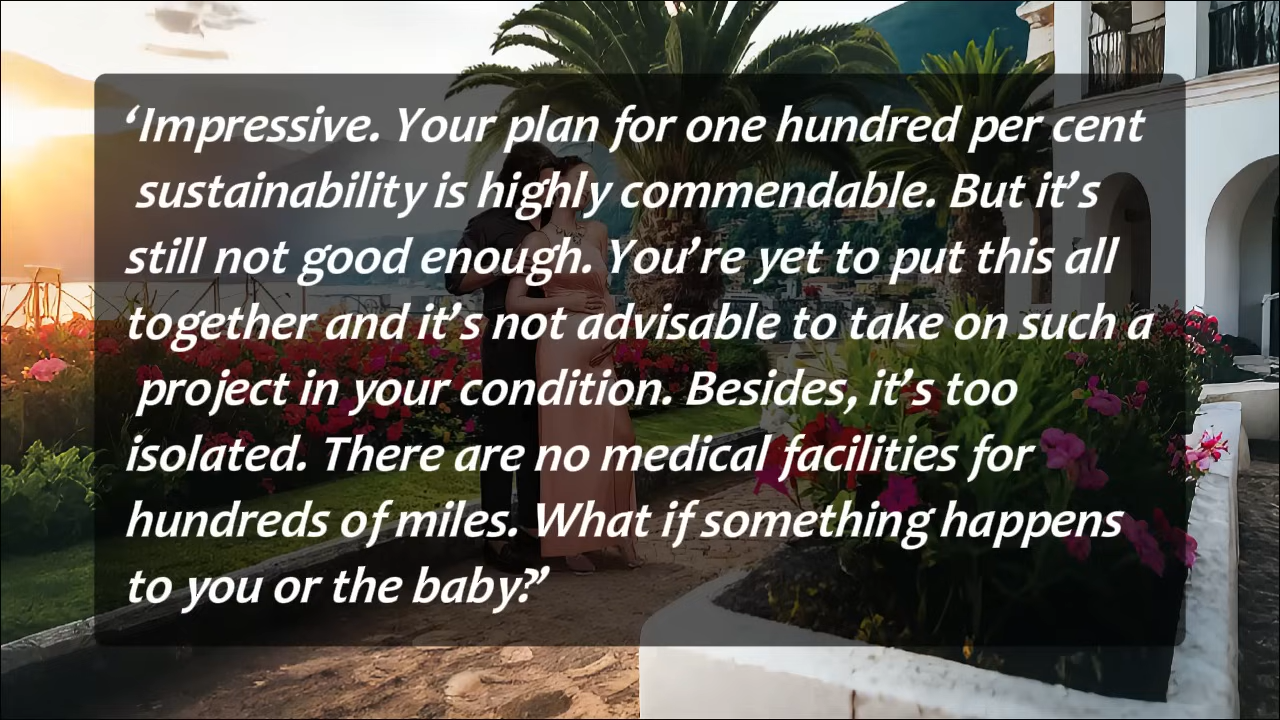 ‘Impressive. Your plan for one hundred per cent
sustainability is highly commendable. But it’s
still not good enough. You’re yet to put this all
together and it’s not advisable to take on such a
project in your condition. Besides, it’s too
isolated. There are no medical facilities for
hundreds of miles. What if something happens
to you or the baby?’